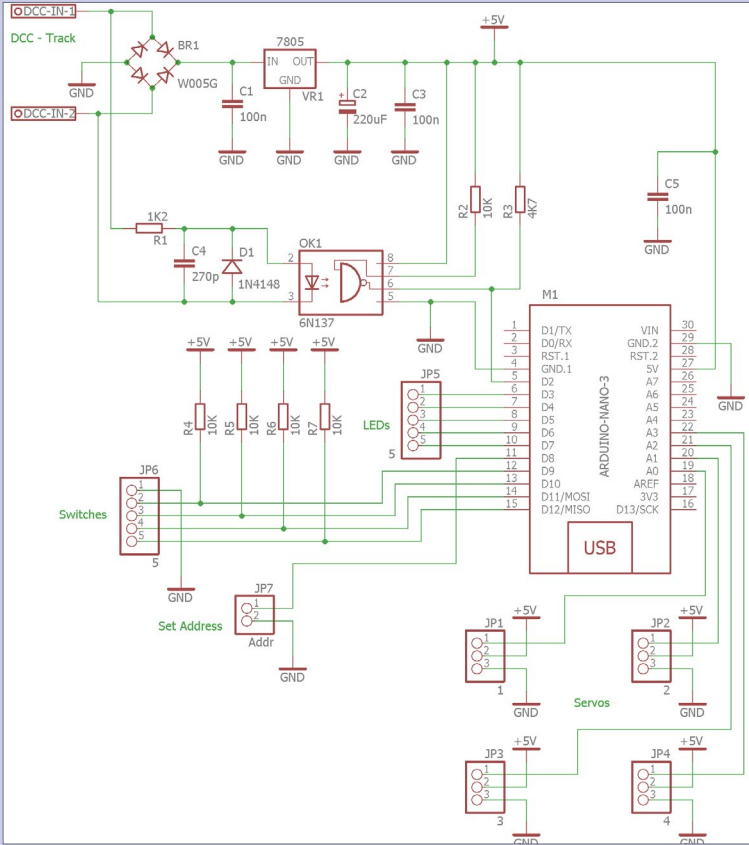 DCC-IN-1
DCC - Track
BR1
W005G
GND
DCC-IN-2
C1
100n
GND
7805
IN OUT
GND
VR1
GND
+
C2
220uF
GND
C3
100n
GND
+5V
R2
10K
R3
4K7
C5
100n
GND
1K2
R1
C4
270p
D1
1N4148
OK1
2
3
8
7
6
5
6N137
GND
+5V
+5V
+5V
+5V
R4
10K
R5
10K
R6
10K
R7
10K
JP5
1
2
3
4
5
5
LEDs
JP6
1
2
3
4
5
5
Switches
GND
JP7
1
2
Addr
Set Address
GND
M1
1 D1/TX VIN 30
2 D0/RX GND.2 29
3 RST.1 RST.2 28
4 GND.1 5V 27
5 D2 A7 26
6 D3 A6 25
7 D4 A5 24
8 D5 A4 23
9 D6 A3 22
10 D7 A2 21
11 D8 A1 20
12 D9 A0 19
13 D10 AREF 18
14 D11/MOSI 3V3 17
15 D12/MISO D13/SCK 16
ARDUINO-NANO-3
USB
GND
JP1
1
2
3
1
+5V
GND
JP2
1
2
3
2
+5V
GND
Servos
JP3
1
2
3
3
+5V
GND
JP4
1
2
3
4
+5V
GND